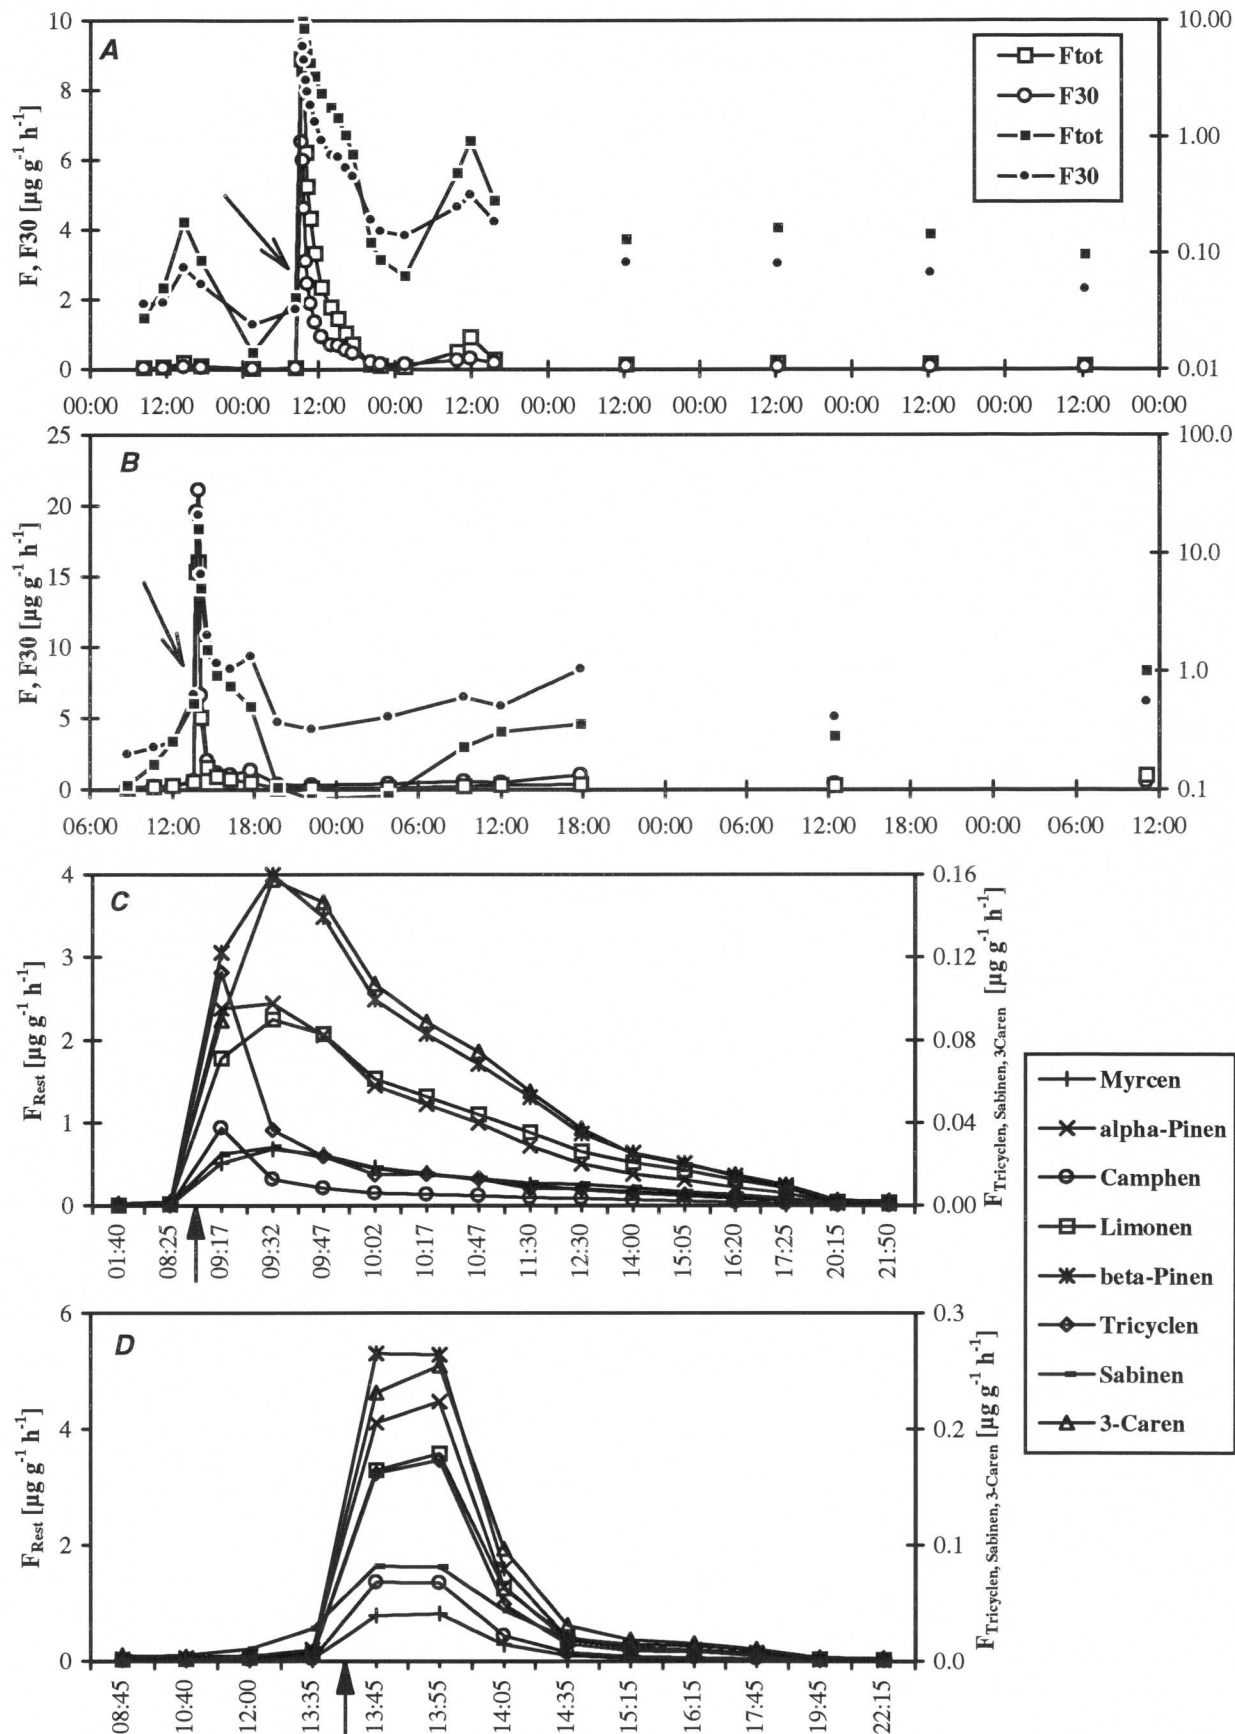 A
10
8
6
4
2
0
F, F30 [µg g-1 h-1]
10.00
1.00
0.10
0.01
Ftot
F30
Ftot
F30
00:00 12:00 00:00 12:00 00:00 12:00 00:00 12:00 00:00 12:00 00:00 12:00 00:00 12:00 00:00
B
25
20
15
10
5
0
F, F30 [µg g-1 h-1]
100.0
10.0
1.0
0.1
06:00 12:00 18:00 00:00 06:00 12:00 18:00 00:00 06:00 12:00 18:00 00:00 06:00 12:00
C
4
3
2
1
0
FRest [µg g-1 h-1]
0.16
0.12
0.08
0.04
0.00
FTricyclen, Sabinen, 3Caren [µg g-1 h-1]
01:40 08:25 09:17 09:32 09:47 10:02 10:17 10:47 11:30 12:30 14:00 15:05 16:20 17:25 20:15 21:50
Myrcen
alpha-Pinen
Camphen
Limonen
beta-Pinen
Tricyclen
Sabinen
3-Caren
D
6
4
2
0
FRest [µg g-1 h-1]
0.3
0.2
0.1
0.0
FTricyclen, Sabinen, 3-Caren [µg g-1 h-1]
08:45 10:40 12:00 13:35 13:45 13:55 14:05 14:35 15:15 16:15 17:45 19:45 22:15